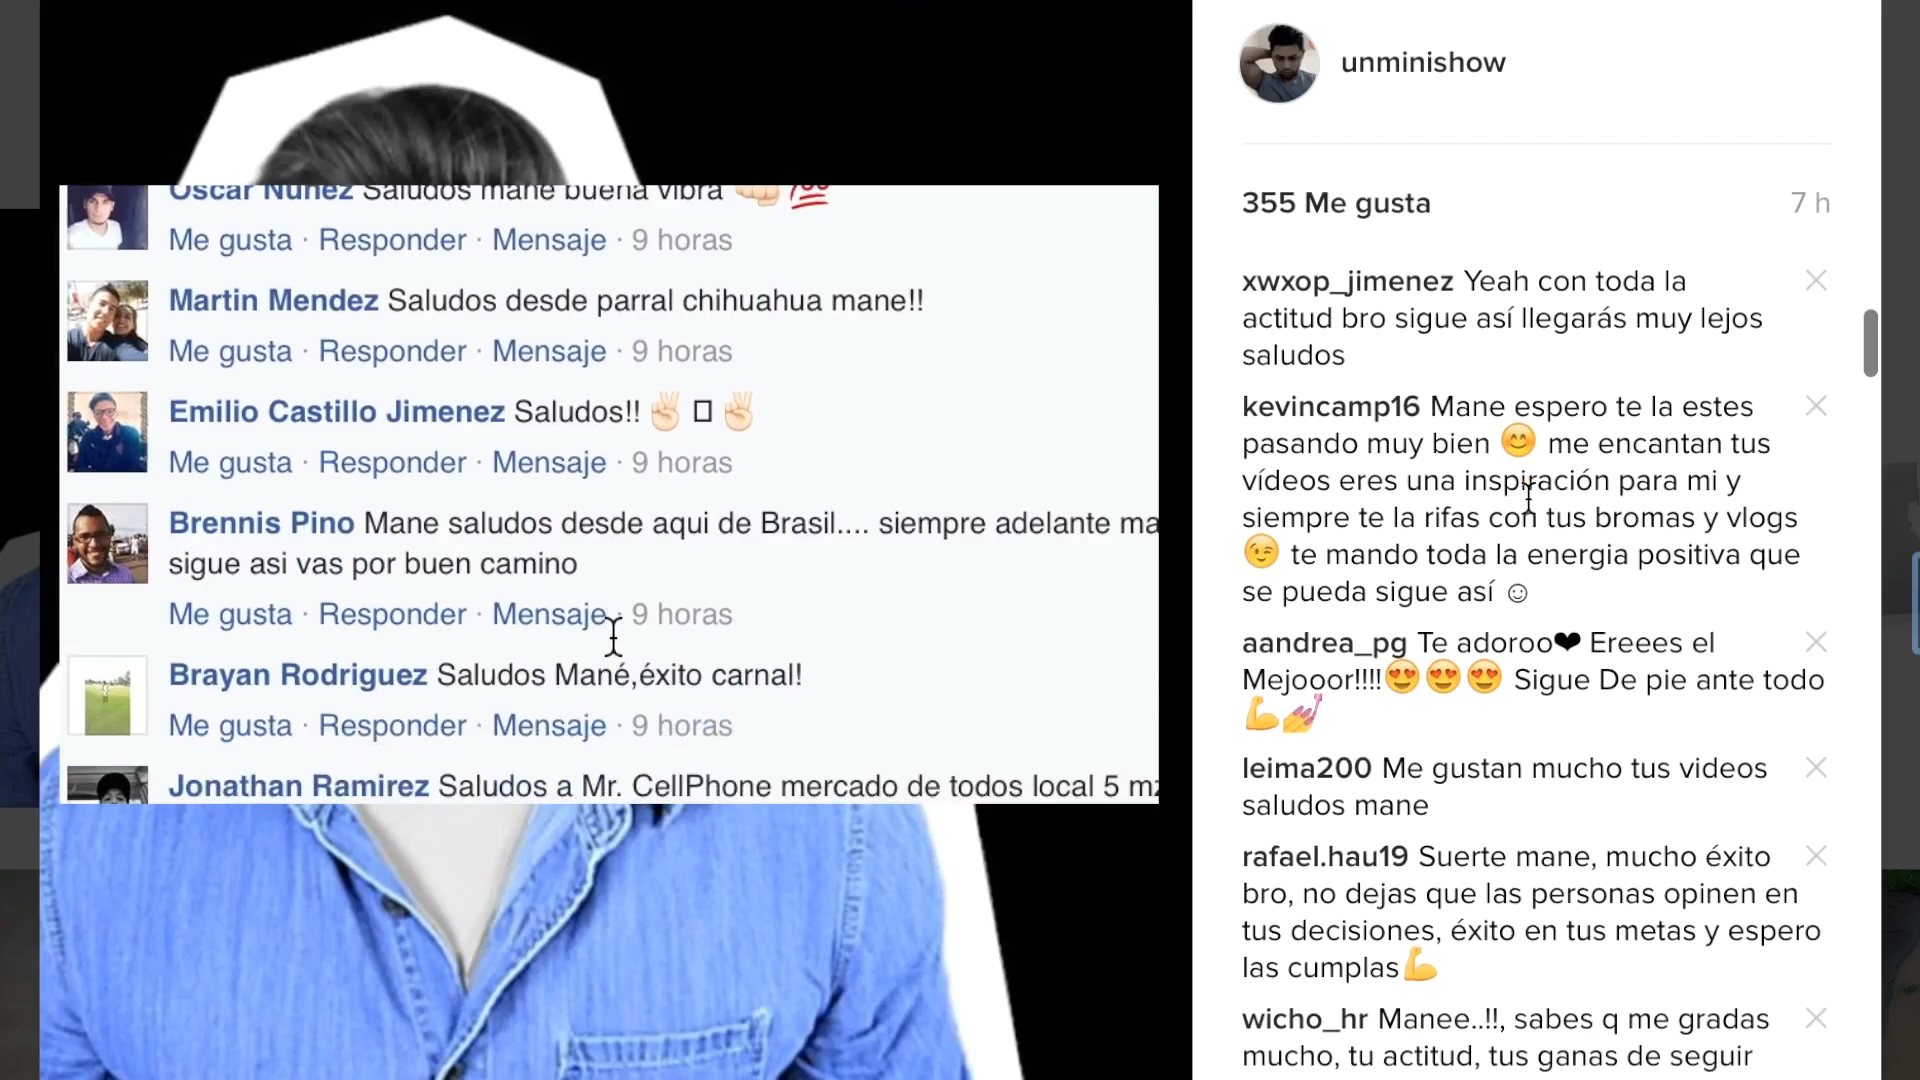 Oscar Nuñez Saludos mane buena vibra 👊🏻💯
Me gusta · Responder · Mensaje · 9 horas
Martin Mendez Saludos desde parral chihuahua mane!!
Me gusta · Responder · Mensaje · 9 horas
Emilio Castillo Jimenez Saludos!! ✌🏻 □ ✌🏻
Me gusta · Responder · Mensaje · 9 horas
Brennis Pino Mane saludos desde aqui de Brasil.... siempre adelante ma
sigue asi vas por buen camino
Me gusta · Responder · Mensaje · 9 horas
Brayan Rodriguez Saludos Mané,éxito carnal!
Me gusta · Responder · Mensaje · 9 horas
Jonathan Ramirez Saludos a Mr. CellPhone mercado de todos local 5 mz
unminishow
355 Me gusta 7 h
xwxop_jimenez Yeah con toda la
actitud bro sigue así llegarás muy lejos
saludos
kevincamp16 Mane espero te la estes
pasando muy bien 😊 me encantan tus
vídeos eres una inspiración para mi y
siempre te la rifas con tus bromas y vlogs
😉 te mando toda la energia positiva que
se pueda sigue así ☺
aandrea_pg Te adoroo❤ Ereees el
Mejooor!!!!😍😍😍 Sigue De pie ante todo
💪💅
leima200 Me gustan mucho tus videos
saludos mane
rafael.hau19 Suerte mane, mucho éxito
bro, no dejas que las personas opinen en
tus decisiones, éxito en tus metas y espero
las cumplas💪
wicho_hr Manee..!!, sabes q me gradas
mucho, tu actitud, tus ganas de seguir